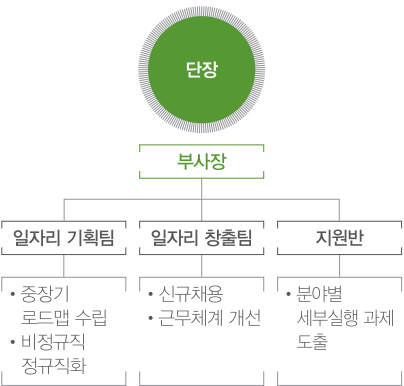 단장
부사장
일자리 기획팀
• 중장기
로드맵 수립
• 비정규직
정규직화
일자리 창출팀
• 신규채용
• 근무체계 개선
지원반
• 분야별
세부실행 과제
도출